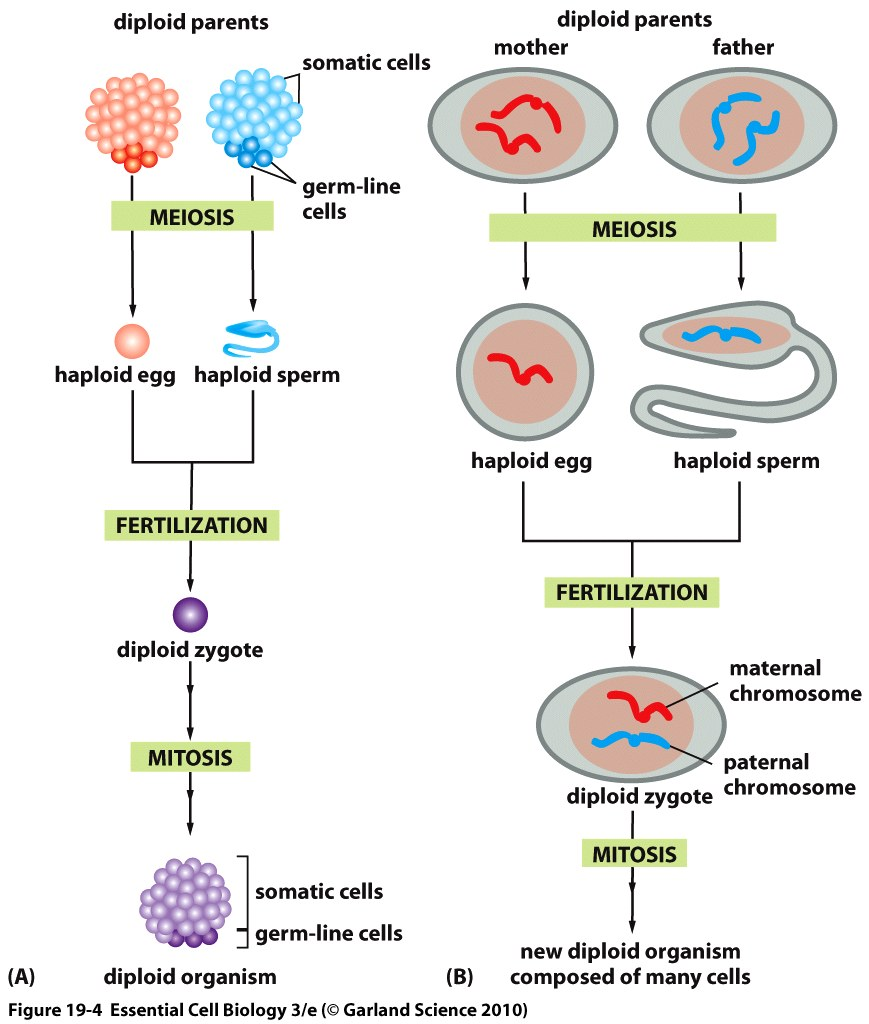 diploid parents
somatic cells
germ-line
cells
MEIOSIS
haploid egg
haploid sperm
FERTILIZATION
diploid zygote
MITOSIS
somatic cells
germ-line cells
(A)
diploid organism
diploid parents
mother
father
MEIOSIS
haploid egg
haploid sperm
FERTILIZATION
maternal
chromosome
paternal
chromosome
diploid zygote
MITOSIS
new diploid organism
(B)
composed of many cells
Figure 19-4 Essential Cell Biology 3/e (© Garland Science 2010)